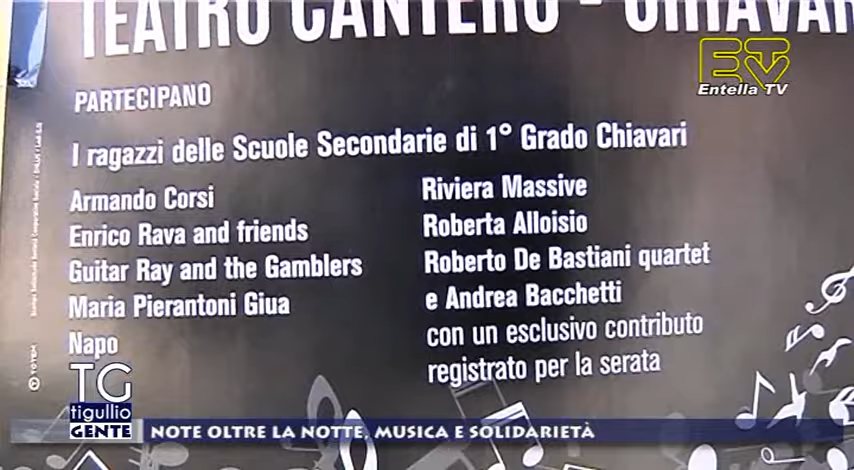 TEATRO CANTERO - CHIAVARI
ETV
Entella TV
PARTECIPANO
I ragazzi delle Scuole Secondarie di 1° Grado Chiavari
Armando Corsi
Enrico Rava and friends
Guitar Ray and the Gamblers
Maria Pierantoni Giua
Napo
Riviera Massive
Roberta Alloisio
Roberto De Bastiani quartet
e Andrea Bacchetti
con un esclusivo contributo
registrato per la serata
TG
tigullio
GENTE
NOTE OLTRE LA NOTTE, MUSICA E SOLIDARIETÀ